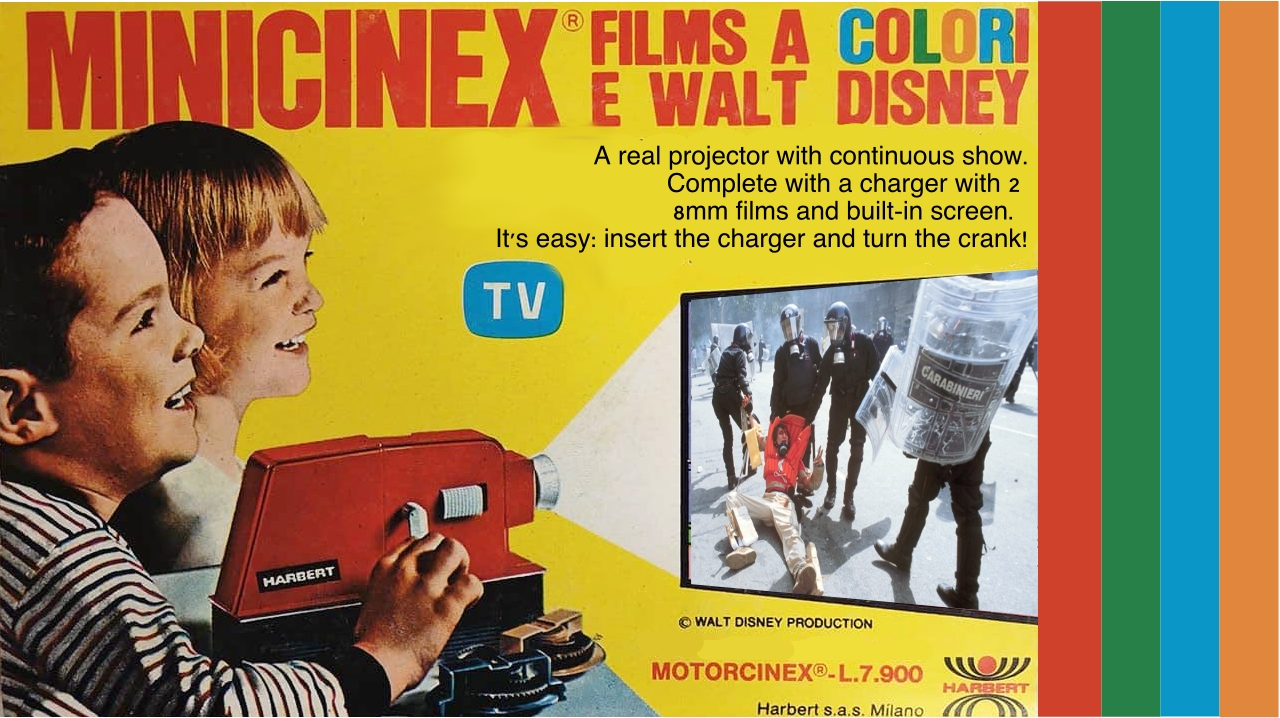 MINICINEX® FILMS A COLORI
E WALT DISNEY
A real projector with continuous show.
Complete with a charger with 2
8mm films and built-in screen.
It's easy: insert the charger and turn the crank!
TV
CARABINIERI
HARBERT
© WALT DISNEY PRODUCTION
MOTORCINEX®-L.7.900
HARBERT
Harbert s.a.s. Milano